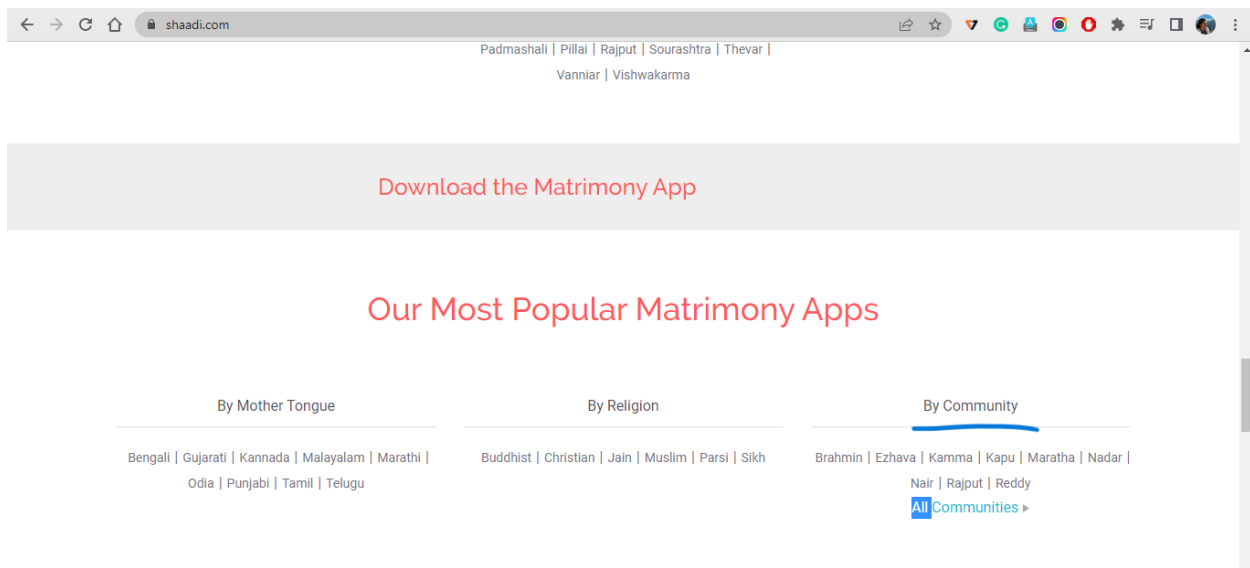 shaadi.com
Padmashali | Pillai | Rajput | Sourashtra | Thevar |
Vanniar | Vishwakarma
Download the Matrimony App
Our Most Popular Matrimony Apps
By Mother Tongue
Bengali | Gujarati | Kannada | Malayalam | Marathi |
Odia | Punjabi | Tamil | Telugu
By Religion
Buddhist | Christian | Jain | Muslim | Parsi | Sikh
By Community
Brahmin | Ezhava | Kamma | Kapu | Maratha | Nadar |
Nair | Rajput | Reddy
All Communities